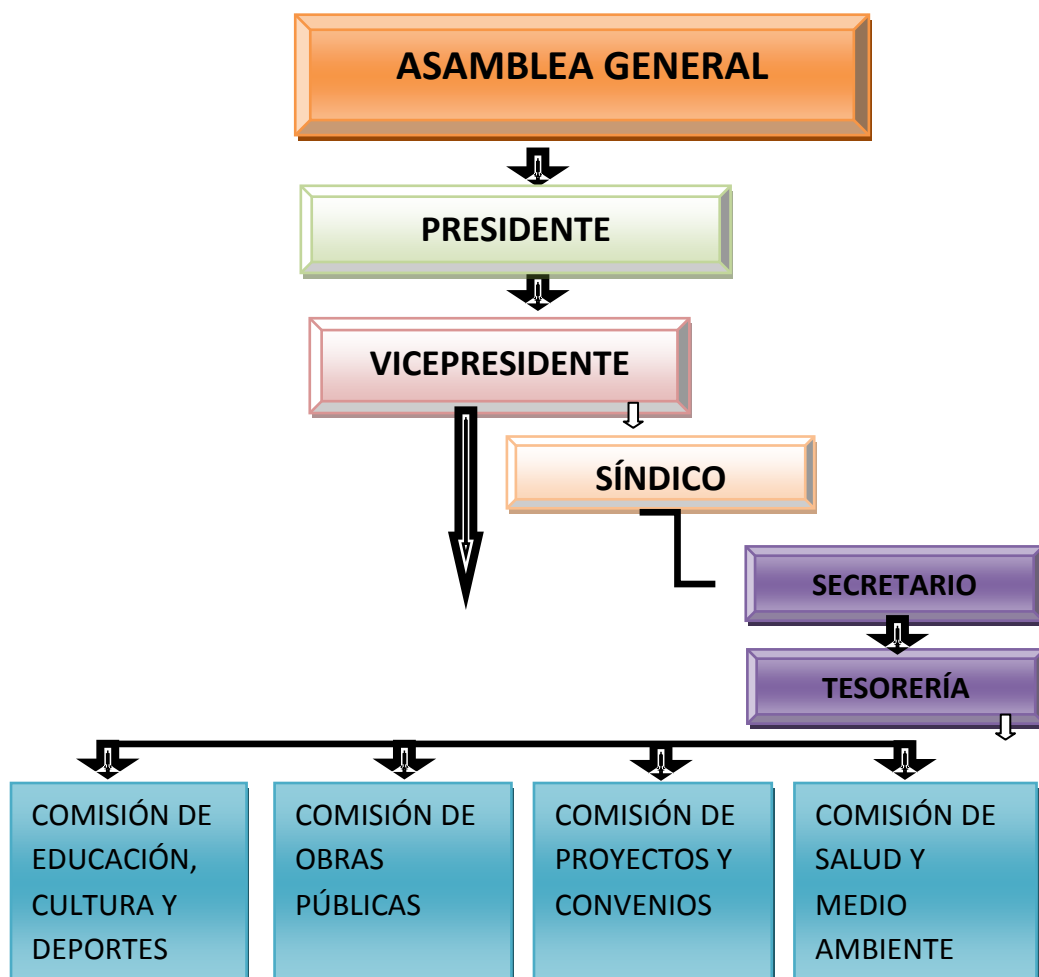 ASAMBLEA GENERAL
PRESIDENTE
VICEPRESIDENTE
SÍNDICO
SECRETARIO
TESORERÍA
COMISIÓN DE
EDUCACIÓN,
CULTURA Y
DEPORTES
COMISIÓN DE
OBRAS
PÚBLICAS
COMISIÓN DE
PROYECTOS Y
CONVENIOS
COMISIÓN DE
SALUD Y
MEDIO
AMBIENTE